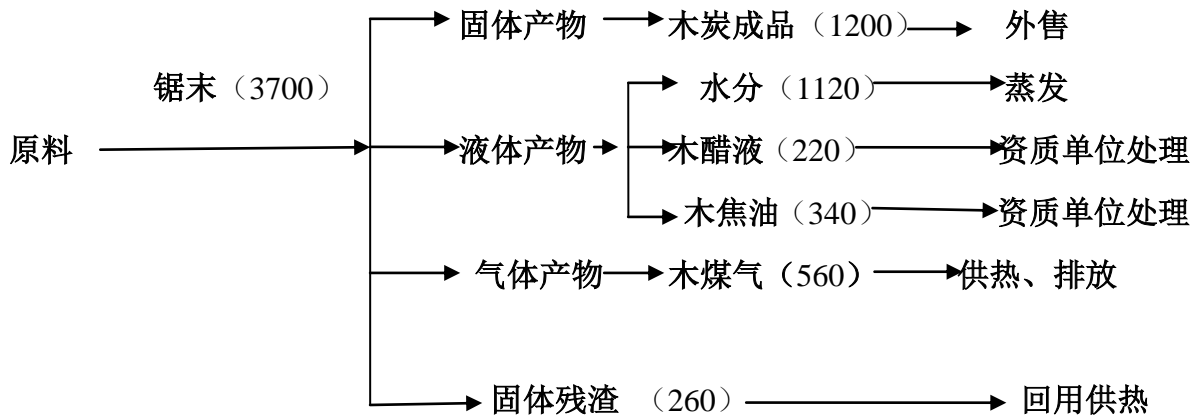 固体产物 木炭成品（1200） 外售
锯末（3700） 水分（1120） 蒸发
原料 液体产物 木醋液（220） 资质单位处理
木焦油（340） 资质单位处理
气体产物 木煤气（560） 供热、排放
固体残渣 （260） 回用供热